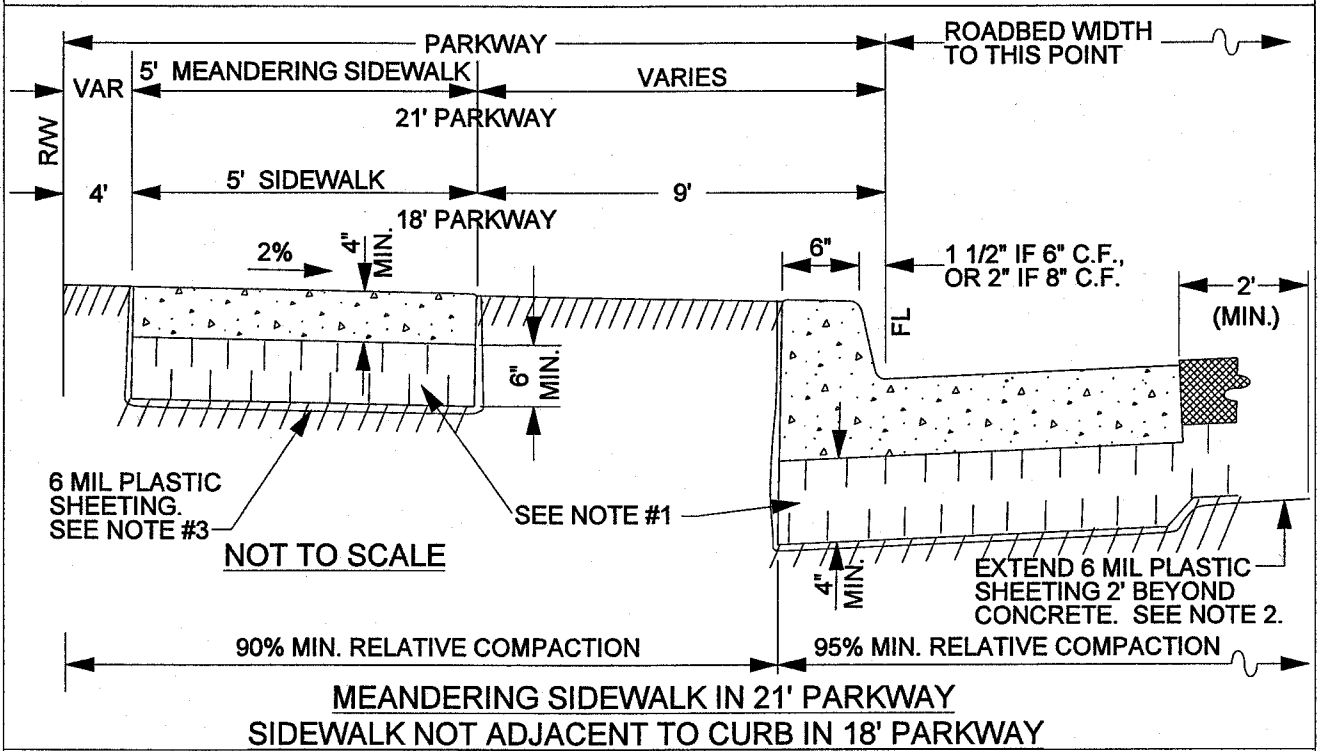 PARKWAY
ROADBED WIDTH
TO THIS POINT
VAR
5' MEANDERING SIDEWALK
VARIES
21' PARKWAY
R/W
4'
5' SIDEWALK
9'
18' PARKWAY
2%
4"
MIN.
6"
1 1/2" IF 6" C.F.,
OR 2" IF 8" C.F.
2'
(MIN.)
FL
6"
MIN.
6 MIL PLASTIC
SHEETING.
SEE NOTE #3
SEE NOTE #1
NOT TO SCALE
4"
MIN.
EXTEND 6 MIL PLASTIC
SHEETING 2' BEYOND
CONCRETE. SEE NOTE 2.
90% MIN. RELATIVE COMPACTION
95% MIN. RELATIVE COMPACTION
MEANDERING SIDEWALK IN 21' PARKWAY
SIDEWALK NOT ADJACENT TO CURB IN 18' PARKWAY